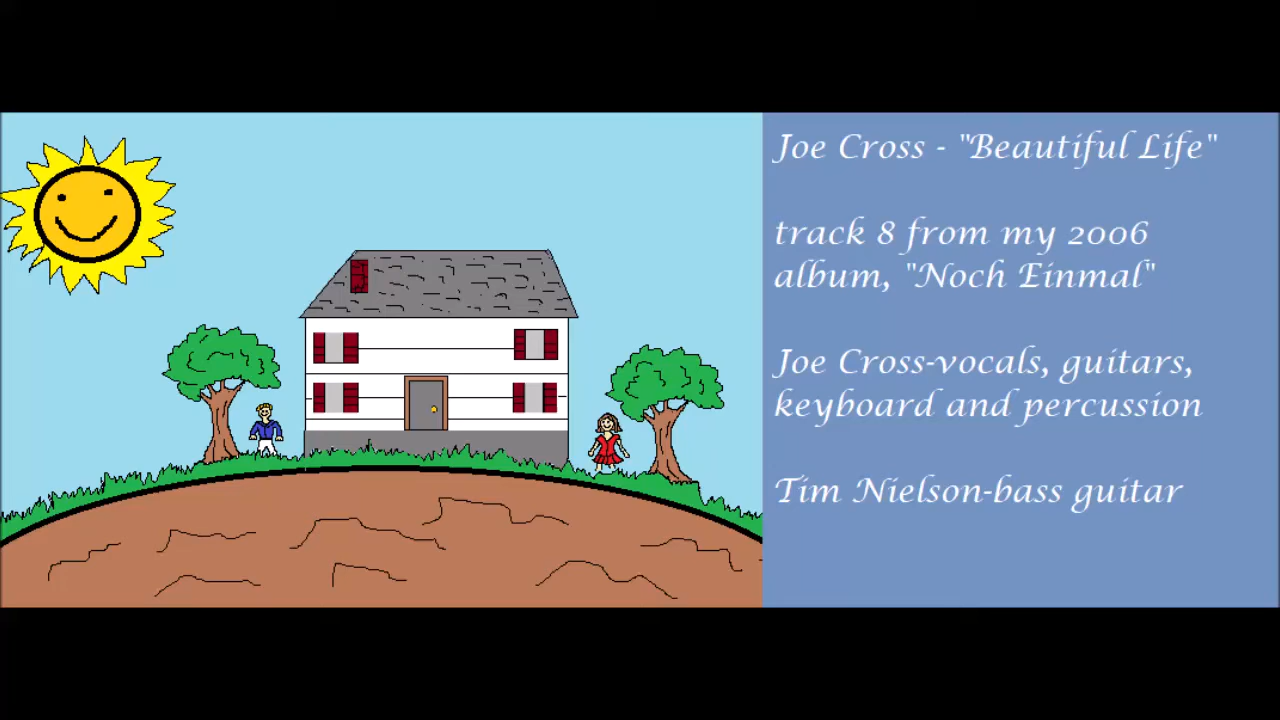 Joe Cross - "Beautiful Life"
track 8 from my 2006
album, "Noch Einmal"
Joe Cross-vocals, guitars,
keyboard and percussion
Tim Nielson-bass guitar